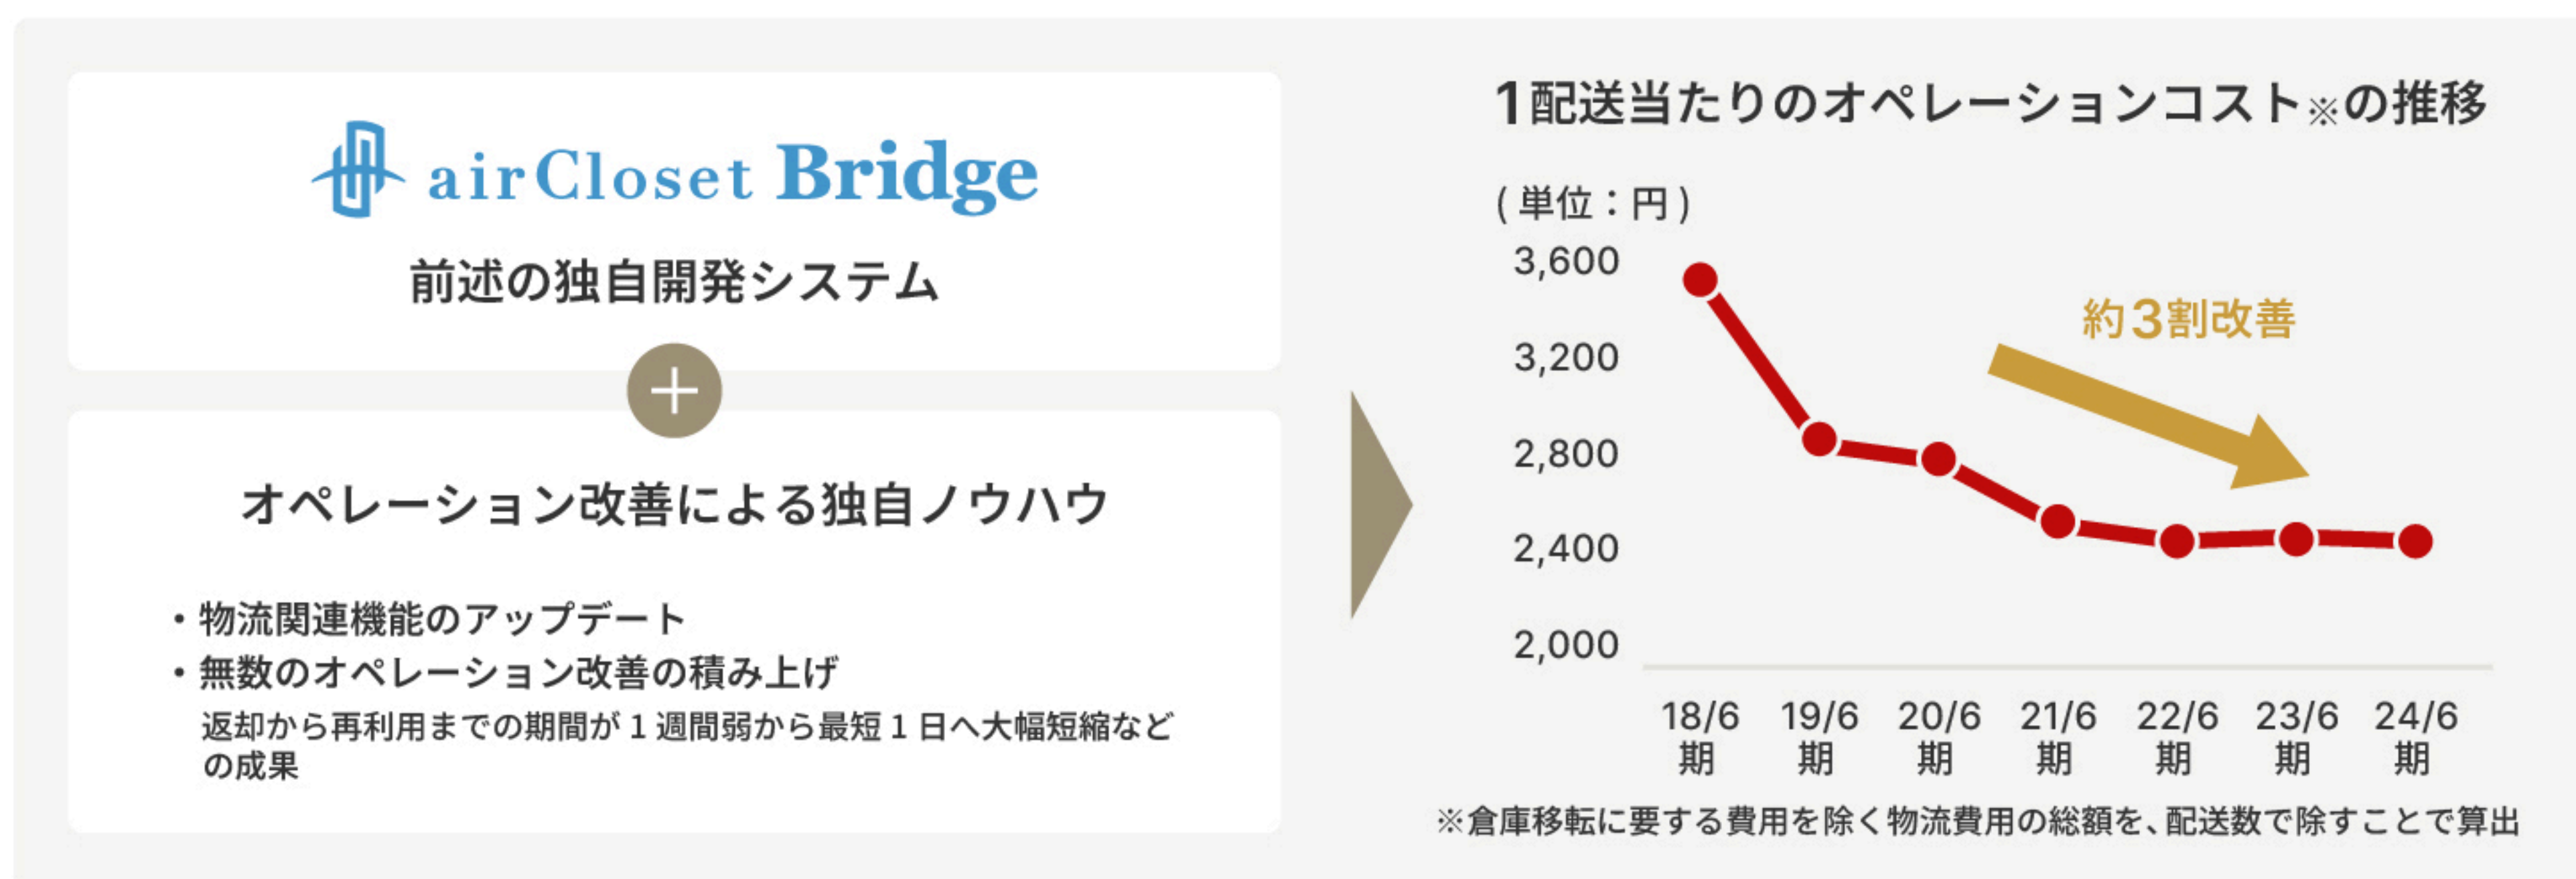 airCloset Bridge
前述の独自開発システム
+
オペレーション改善による独自ノウハウ
・物流関連機能のアップデート
・無数のオペレーション改善の積み上げ
返却から再利用までの期間が1週間弱から最短1日へ大幅短縮など
の成果
1配送当たりのオペレーションコスト※の推移
(単位：円)
3,600
3,200
2,800
2,400
2,000
約3割改善
18/6 19/6 20/6 21/6 22/6 23/6 24/6
期 期 期 期 期 期 期
※倉庫移転に要する費用を除く物流費用の総額を、配送数で除すことで算出